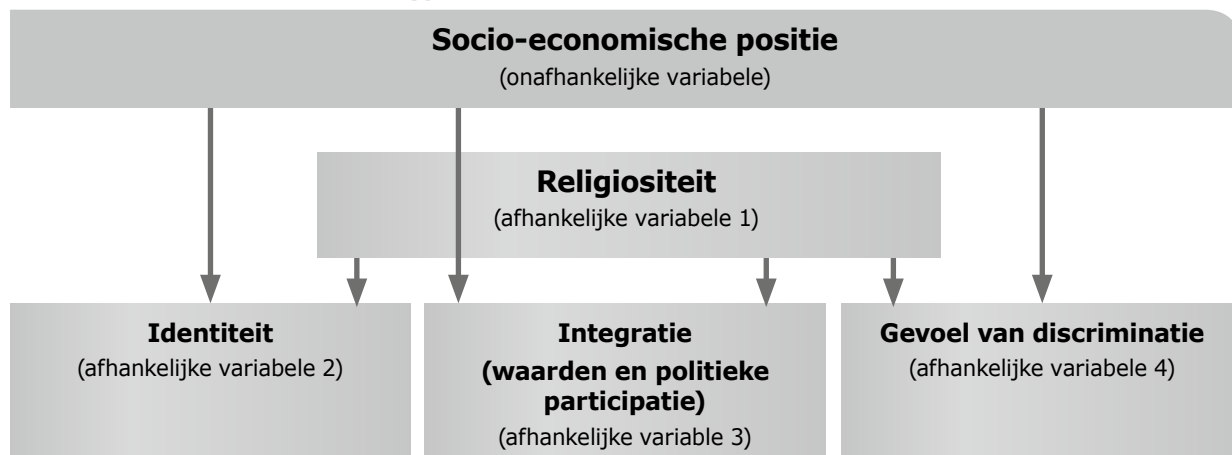 Socio-economische positie
(onafhankelijke variabele)
Religiositeit
(afhankelijke variabele 1)
Identiteit
(afhankelijke variabele 2)
Integratie
(waarden en politieke
participatie)
(afhankelijke variable 3)
Gevoel van discriminatie
(afhankelijke variabele 4)